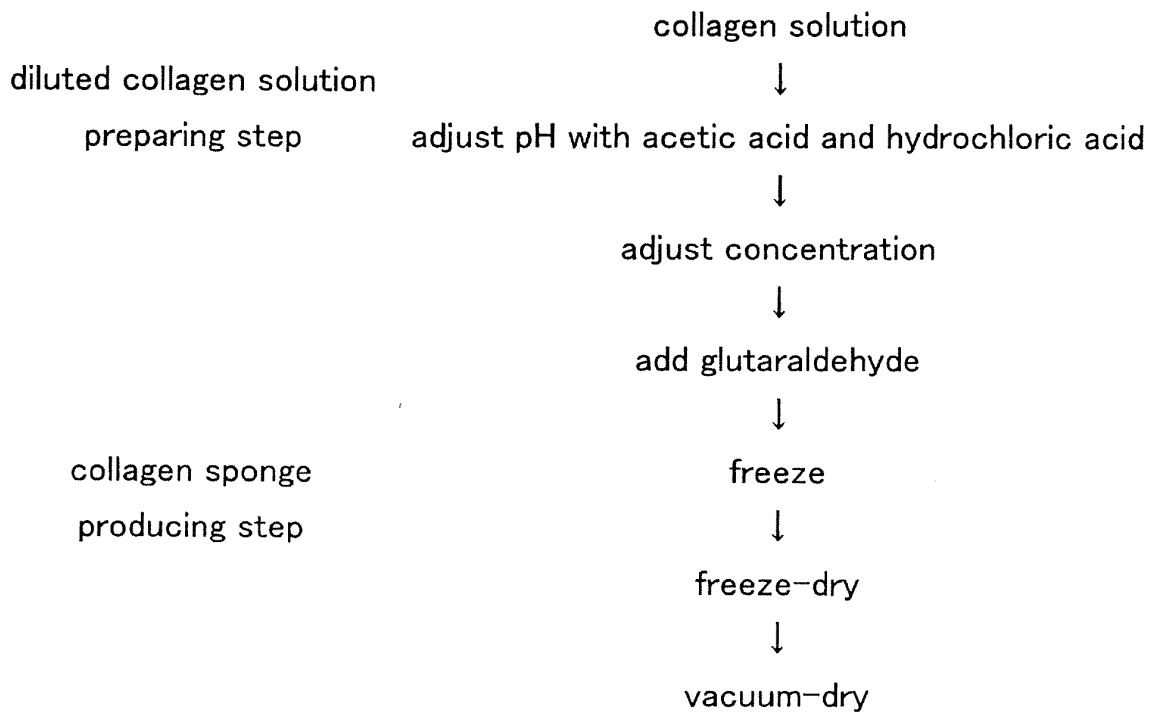 collagen solution
↓
diluted collagen solution
preparing step
adjust pH with acetic acid and hydrochloric acid
↓
adjust concentration
↓
add glutaraldehyde
↓
collagen sponge
producing step
freeze
↓
freeze-dry
↓
vacuum-dry